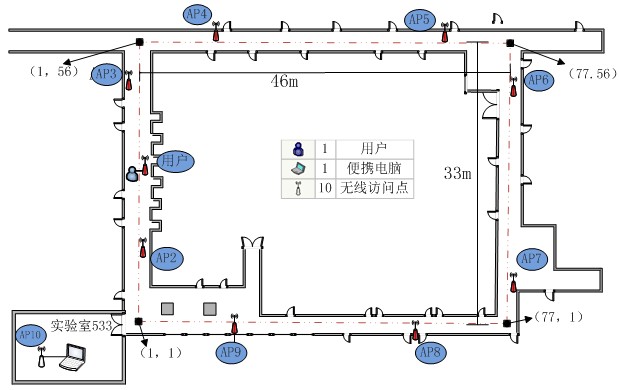 AP4
AP5
(1, 56)
AP3
46m
AP6
(77.56)
1 用户
1 便携电脑
10 无线访问点
用户
33m
AP2
AP7
实验室533
AP10
(1, 1)
AP9
AP8
(77, 1)